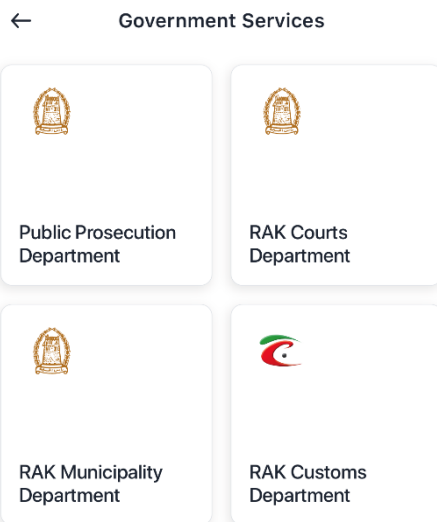 Government Services
Public Prosecution
Department
RAK Courts
Department
RAK Municipality
Department
RAK Customs
Department